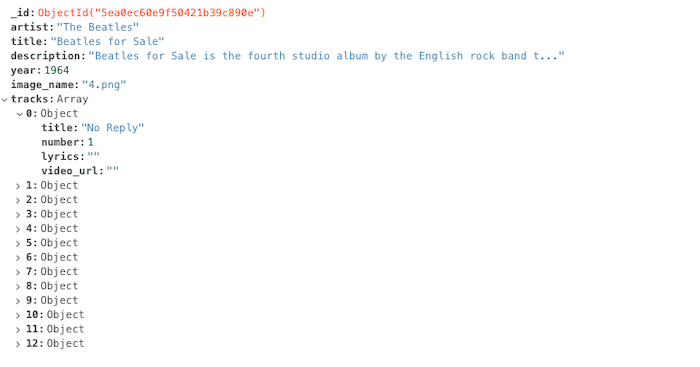 _id: ObjectId("5ea0ec60e9f50421b39c890e")
artist: "The Beatles"
title: "Beatles for Sale"
description: "Beatles for Sale is the fourth studio album by the English rock band t..."
year: 1964
image_name: "4.png"
tracks: Array
0: Object
title: "No Reply"
number: 1
lyrics: ""
video_url: ""
1: Object
2: Object
3: Object
4: Object
5: Object
6: Object
7: Object
8: Object
9: Object
10: Object
11: Object
12: Object